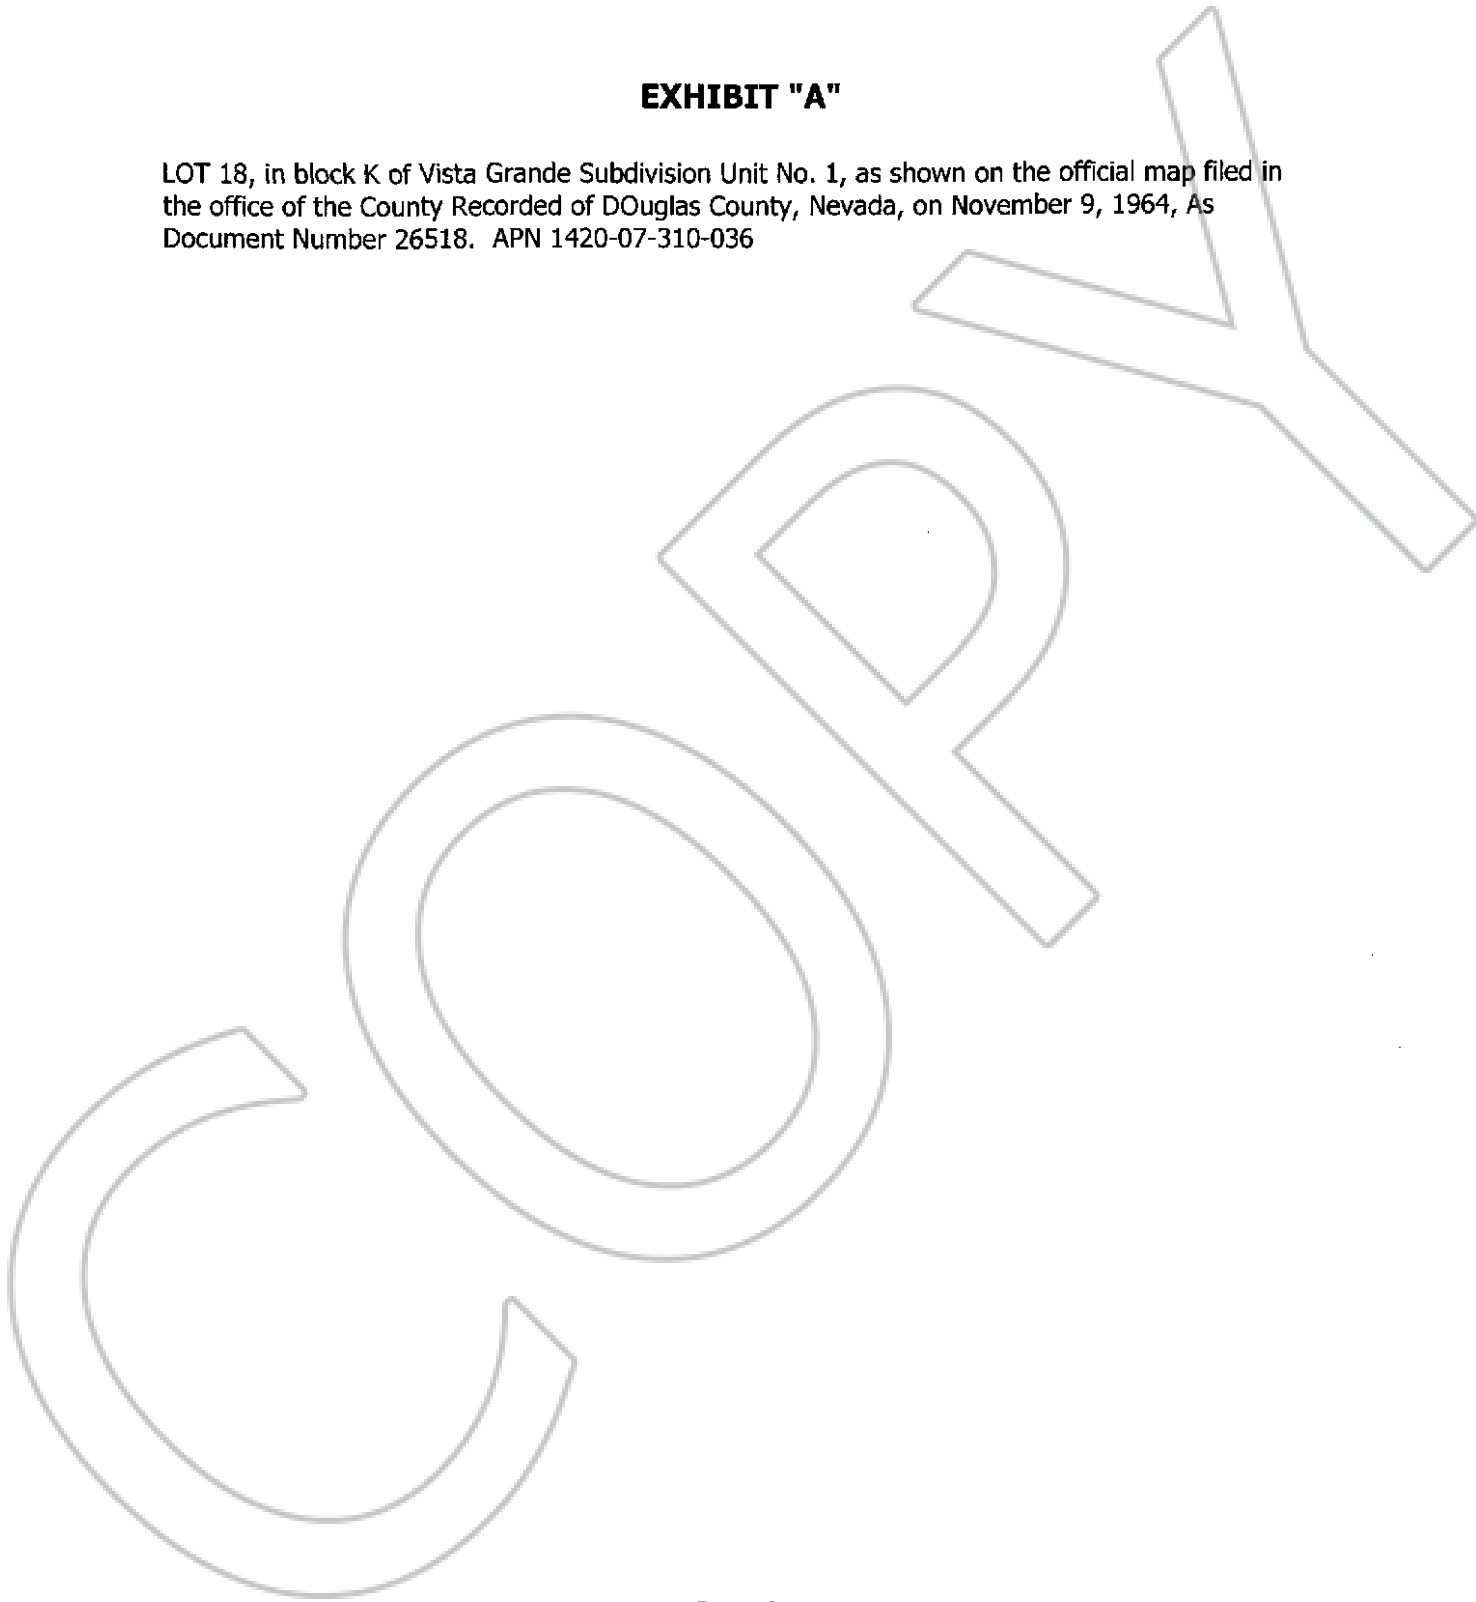 EXHIBIT "A"
LOT 18, in block K of Vista Grande Subdivision Unit No. 1, as shown on the official map filed in
the office of the County Recorded of DOuglas County, Nevada, on November 9, 1964, As
Document Number 26518.  APN 1420-07-310-036
COPY